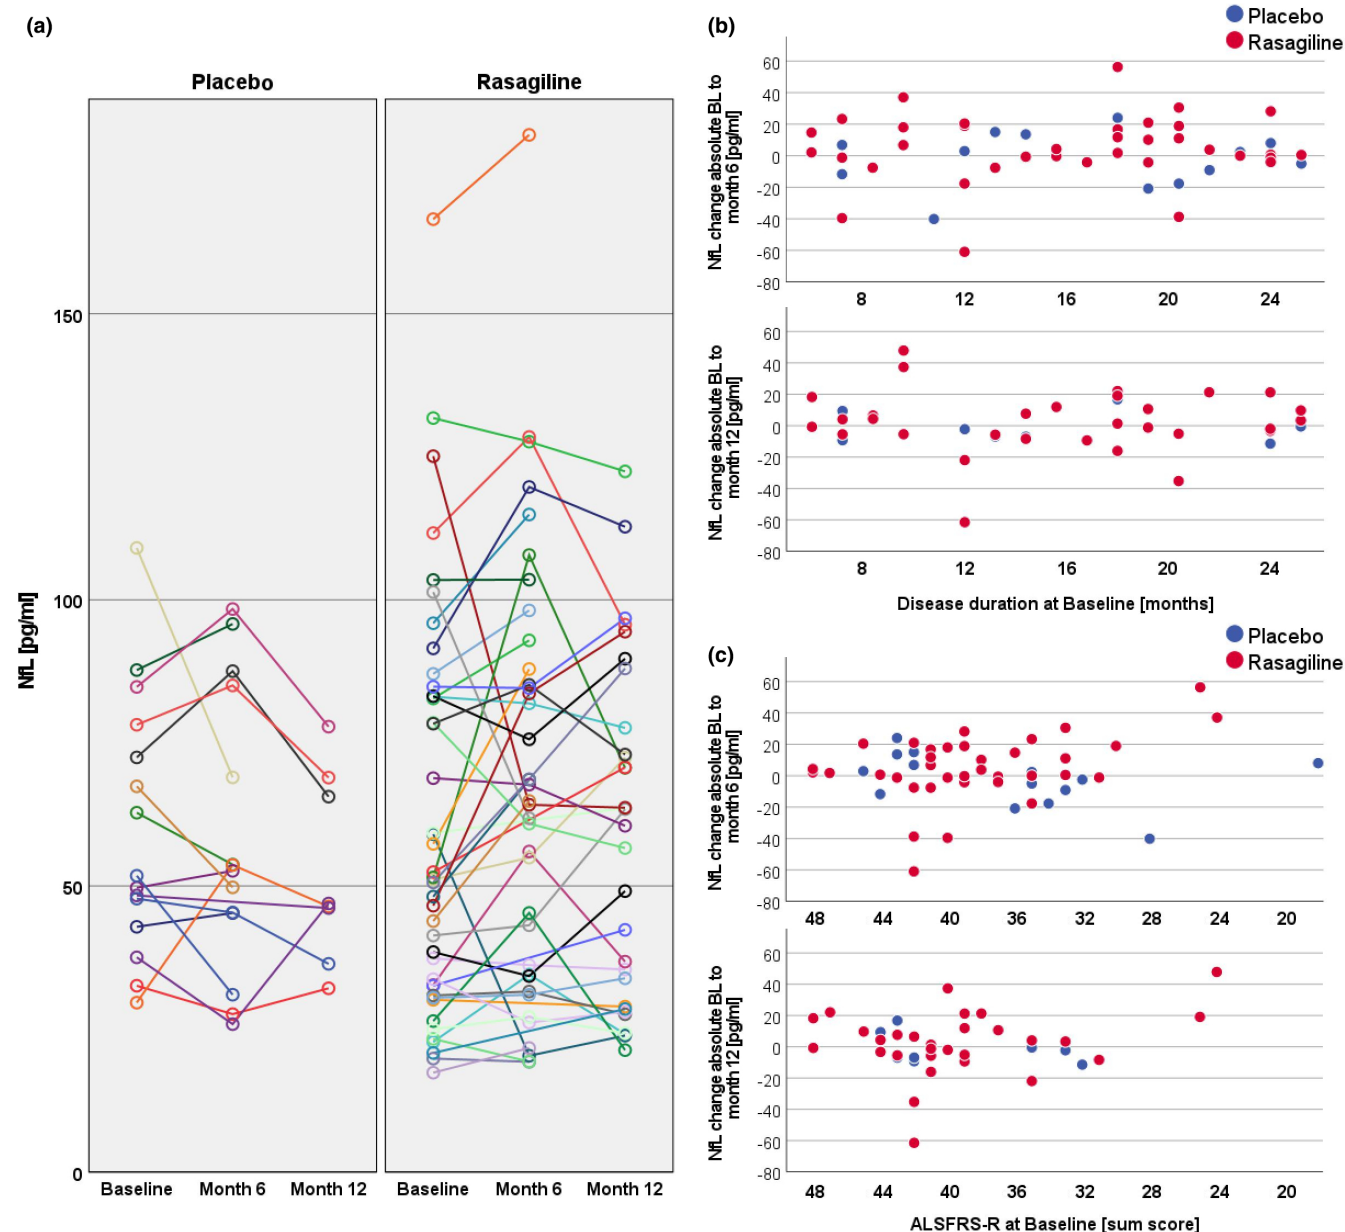 (a)
Placebo
Rasagiline
NfL [pg/ml]
150
100
50
0
Baseline
Month 6
Month 12
Baseline
Month 6
Month 12
(b)
Placebo
Rasagiline
NfL change absolute BL to
month 6 [pg/ml]
60
40
20
0
-20
-40
-60
-80
8
12
16
20
24
NfL change absolute BL to
month 12 [pg/ml]
60
40
20
0
-20
-40
-60
-80
8
12
16
20
24
Disease duration at Baseline [months]
(c)
Placebo
Rasagiline
NfL change absolute BL to
month 6 [pg/ml]
60
40
20
0
-20
-40
-60
-80
48
44
40
36
32
28
24
20
NfL change absolute BL to
month 12 [pg/ml]
60
40
20
0
-20
-40
-60
-80
48
44
40
36
32
28
24
20
ALSFRS-R at Baseline [sum score]